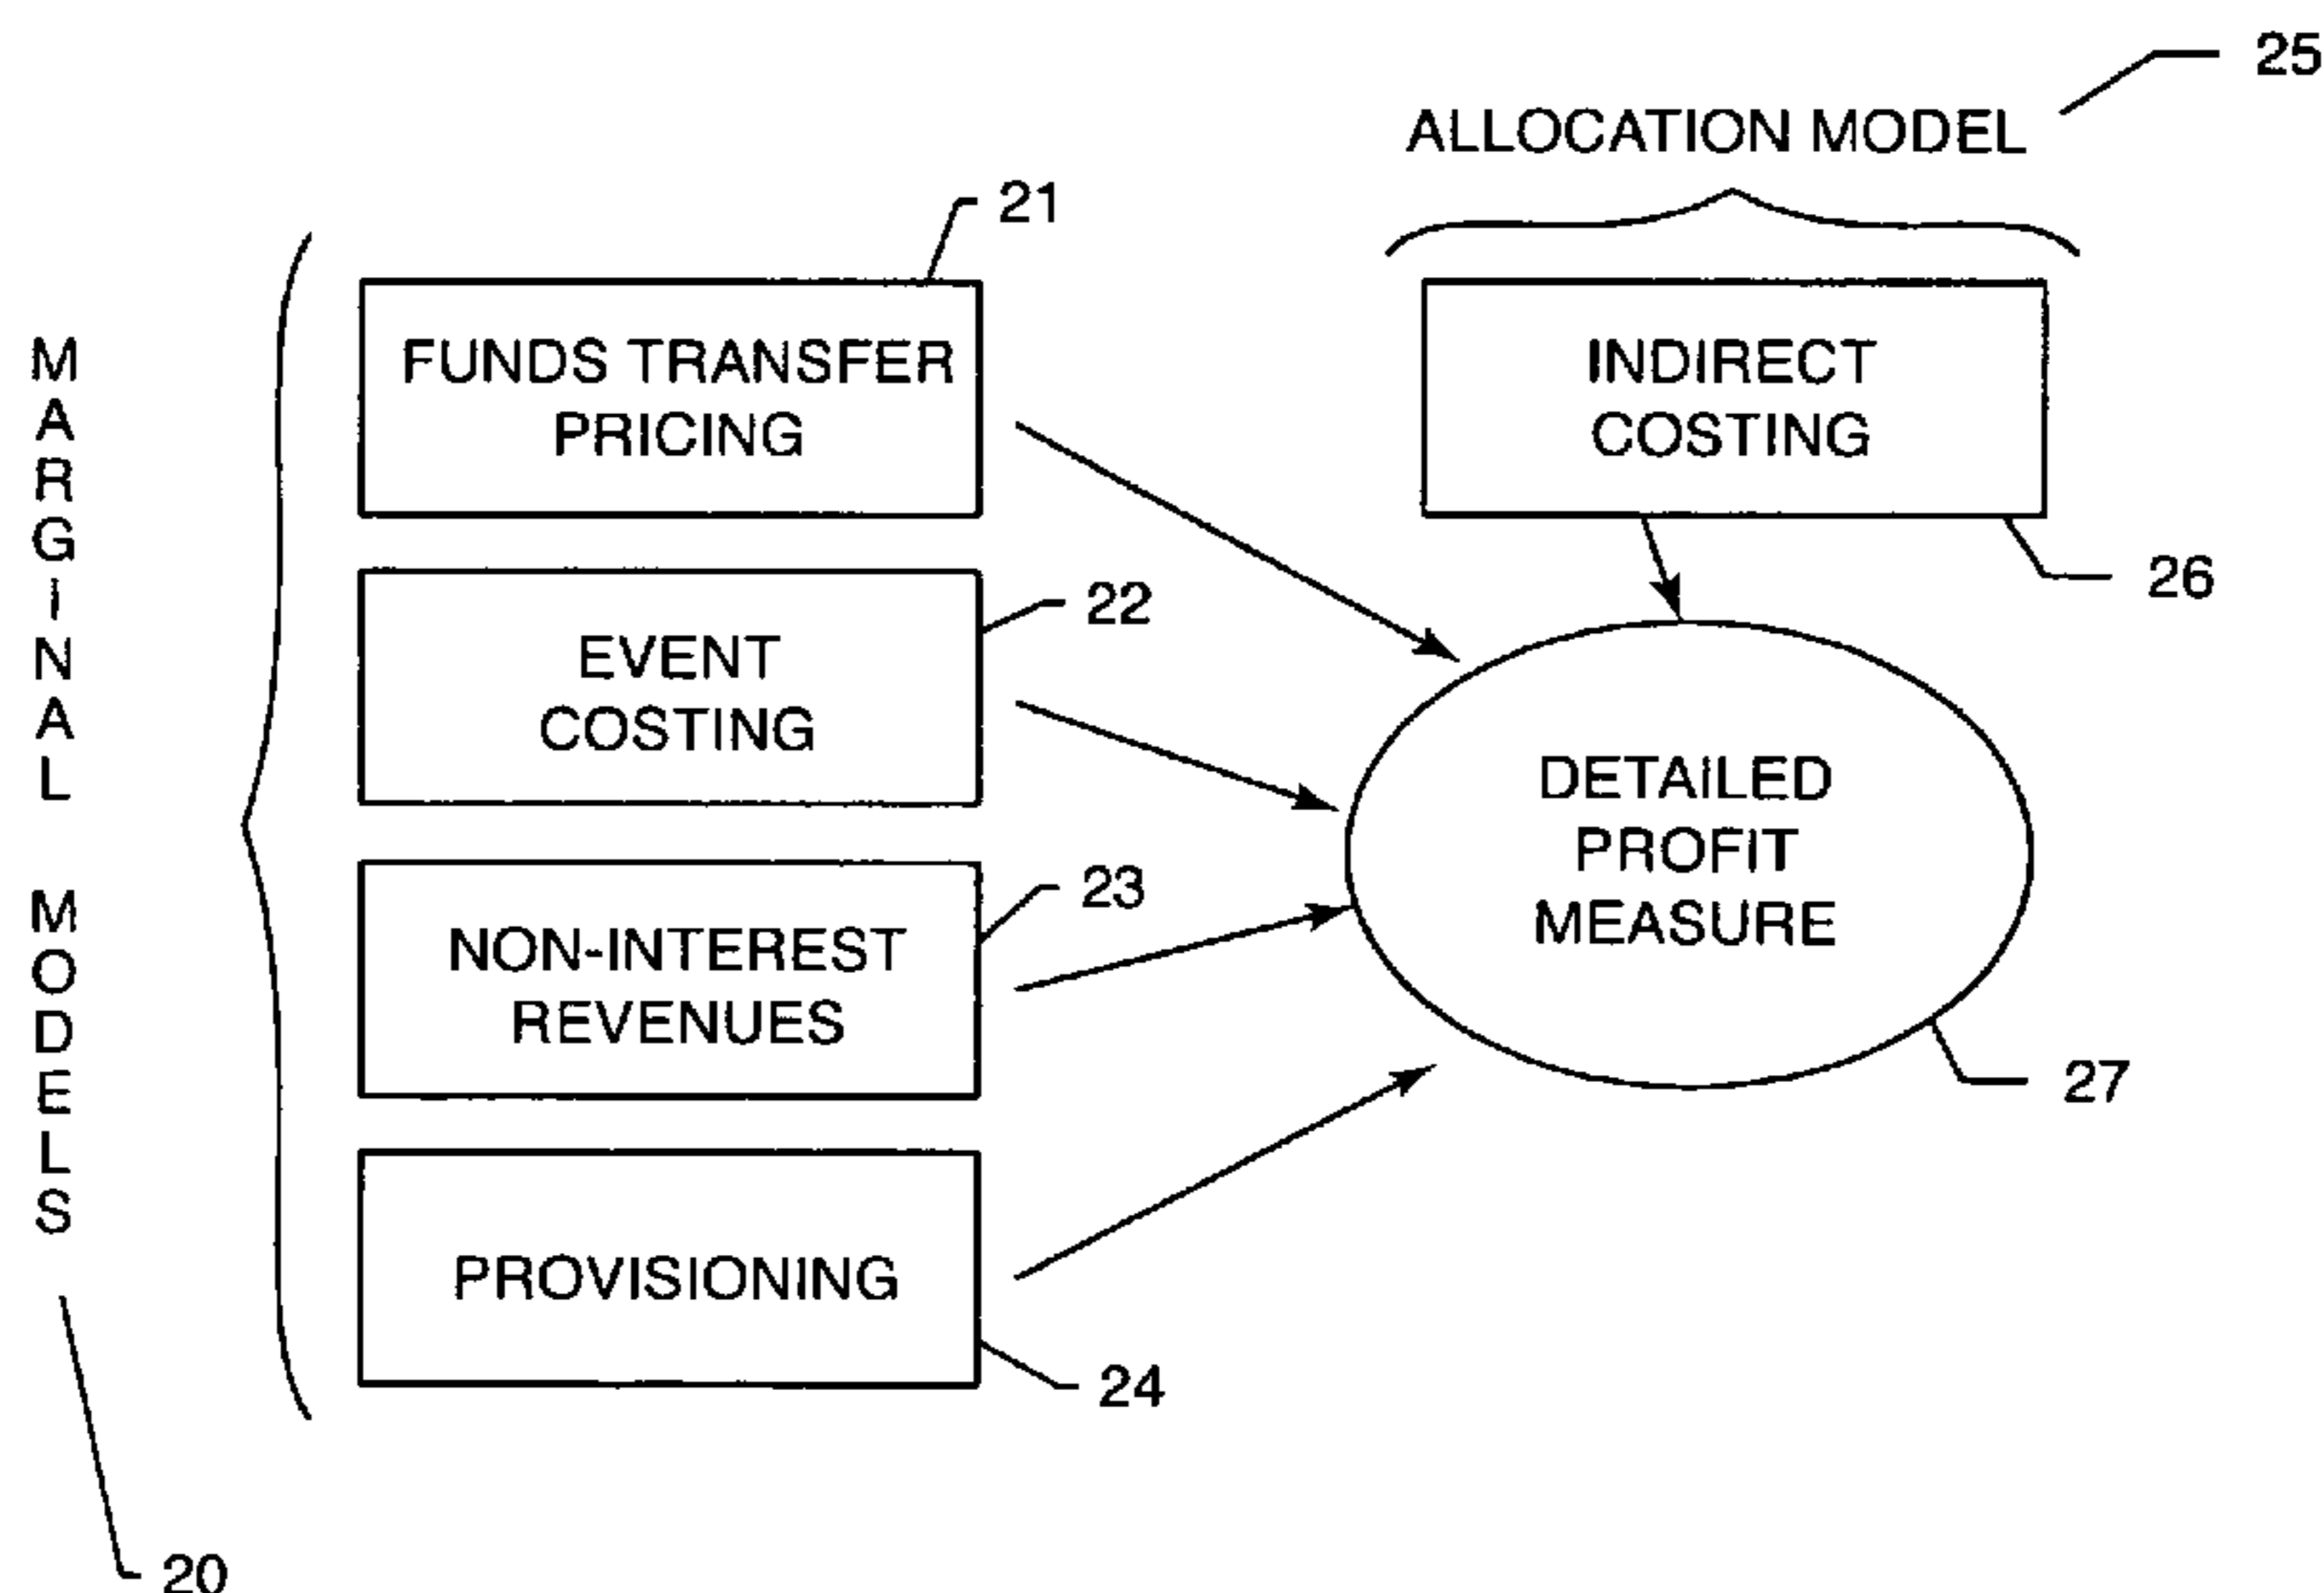 25
ALLOCATION MODEL
21
FUNDS TRANSFER
PRICING
INDIRECT
COSTING
26
MARGINAL MODELS
22
EVENT
COSTING
DETAILED
PROFIT
MEASURE
23
NON-INTEREST
REVENUES
27
PROVISIONING
24
20